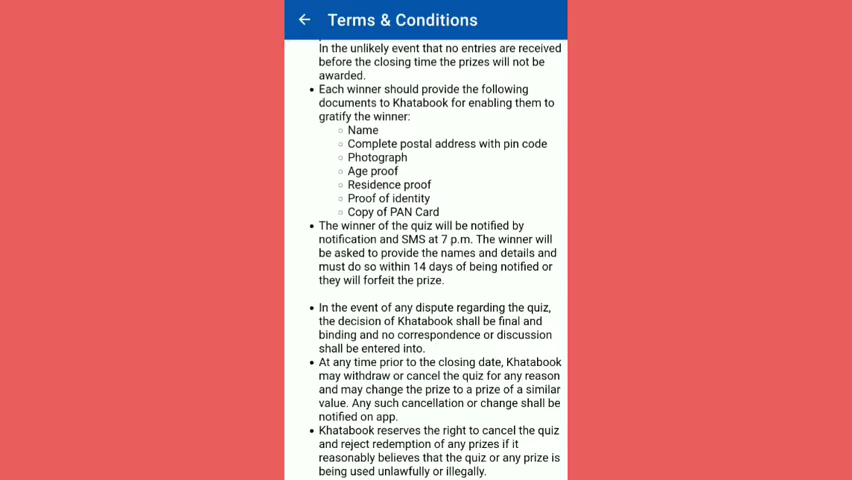 Terms & Conditions
In the unlikely event that no entries are received
before the closing time the prizes will not be
awarded.
• Each winner should provide the following
documents to Khatabook for enabling them to
gratify the winner:
○ Name
○ Complete postal address with pin code
○ Photograph
○ Age proof
○ Residence proof
○ Proof of identity
○ Copy of PAN Card
• The winner of the quiz will be notified by
notification and SMS at 7 p.m. The winner will
be asked to provide the names and details and
must do so within 14 days of being notified or
they will forfeit the prize.
• In the event of any dispute regarding the quiz,
the decision of Khatabook shall be final and
binding and no correspondence or discussion
shall be entered into.
• At any time prior to the closing date, Khatabook
may withdraw or cancel the quiz for any reason
and may change the prize to a prize of a similar
value. Any such cancellation or change shall be
notified on app.
• Khatabook reserves the right to cancel the quiz
and reject redemption of any prizes if it
reasonably believes that the quiz or any prize is
being used unlawfully or illegally.